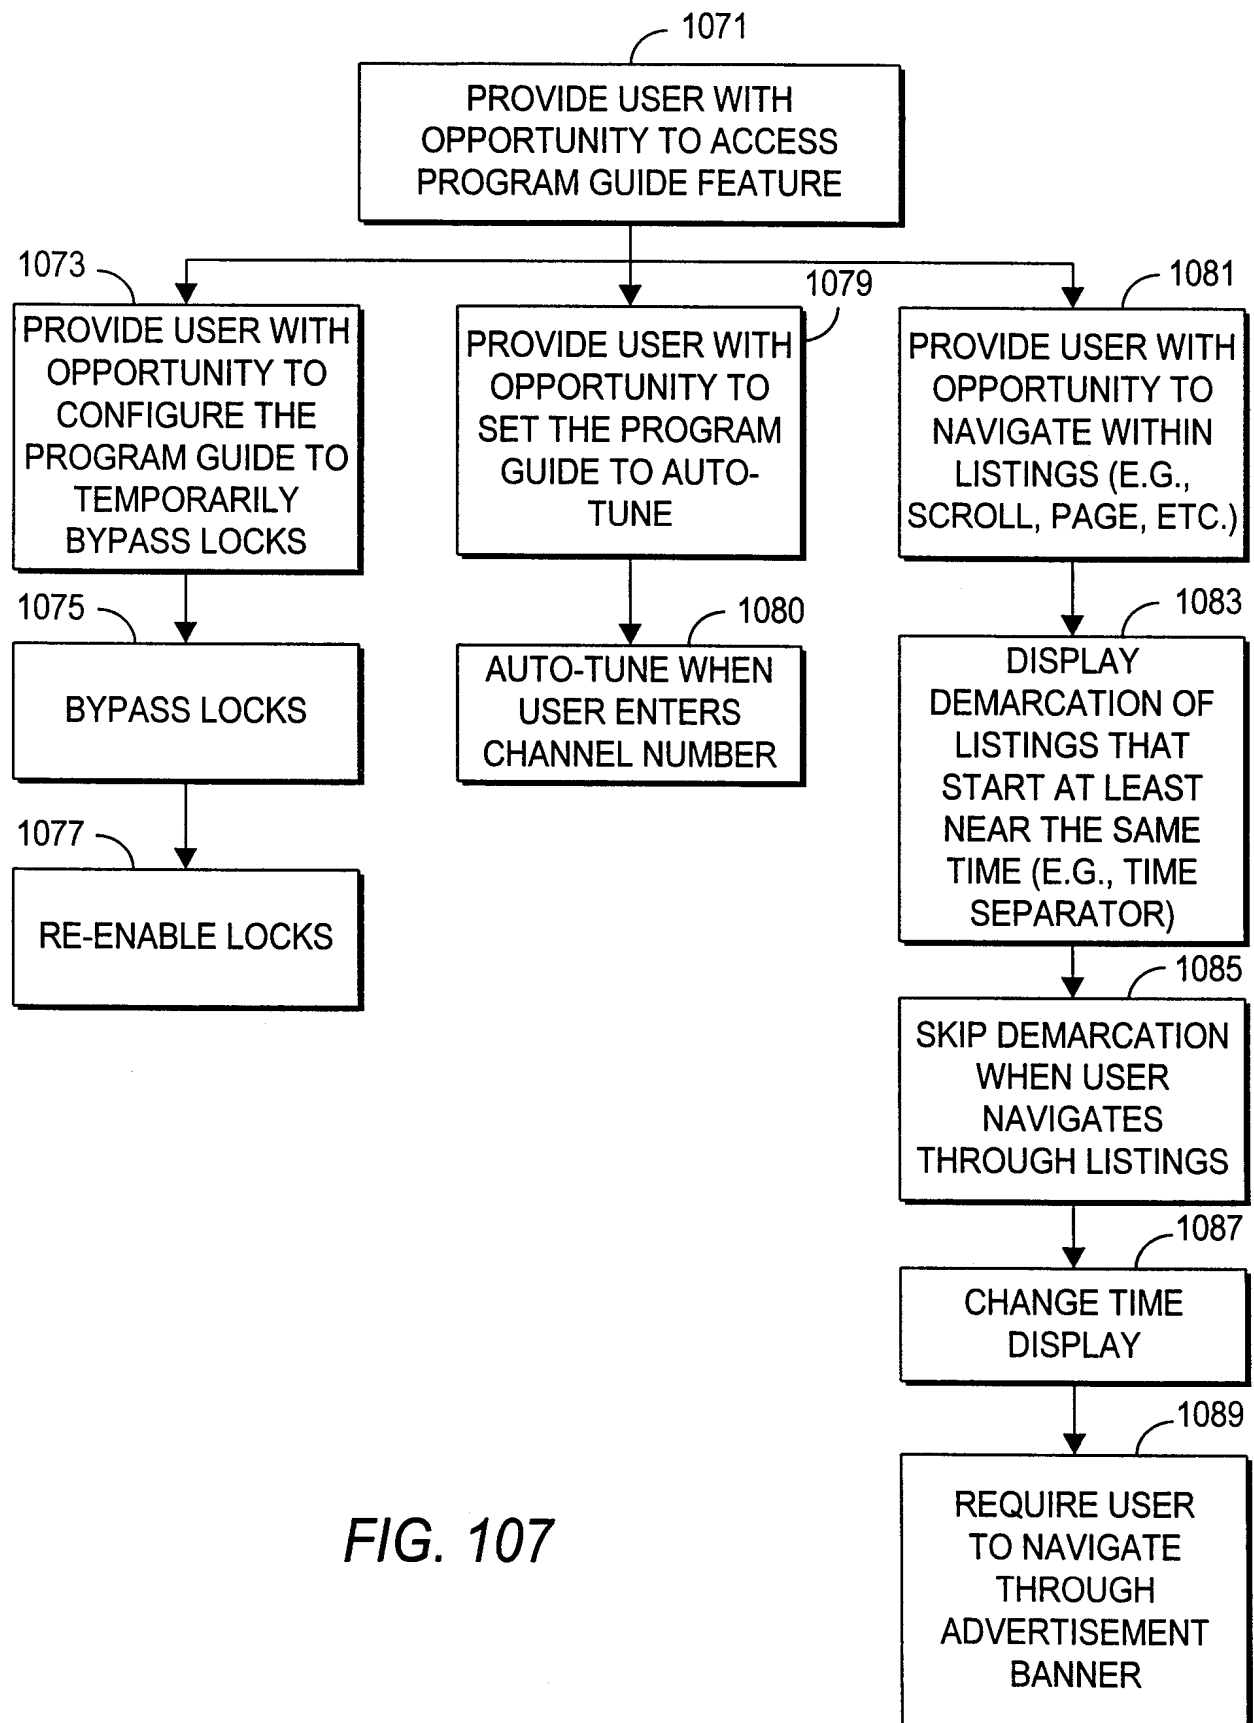 1071
PROVIDE USER WITH
OPPORTUNITY TO ACCESS
PROGRAM GUIDE FEATURE
1073
PROVIDE USER WITH
OPPORTUNITY TO
CONFIGURE THE
PROGRAM GUIDE TO
TEMPORARILY
BYPASS LOCKS
1075
BYPASS LOCKS
1077
RE-ENABLE LOCKS
1079
PROVIDE USER WITH
OPPORTUNITY TO
SET THE PROGRAM
GUIDE TO AUTO-
TUNE
1080
AUTO-TUNE WHEN
USER ENTERS
CHANNEL NUMBER
1081
PROVIDE USER WITH
OPPORTUNITY TO
NAVIGATE WITHIN
LISTINGS (E.G.,
SCROLL, PAGE, ETC.)
1083
DISPLAY
DEMARCATION OF
LISTINGS THAT
START AT LEAST
NEAR THE SAME
TIME (E.G., TIME
SEPARATOR)
1085
SKIP DEMARCATION
WHEN USER
NAVIGATES
THROUGH LISTINGS
1087
CHANGE TIME
DISPLAY
1089
REQUIRE USER
TO NAVIGATE
THROUGH
ADVERTISEMENT
BANNER
FIG. 107